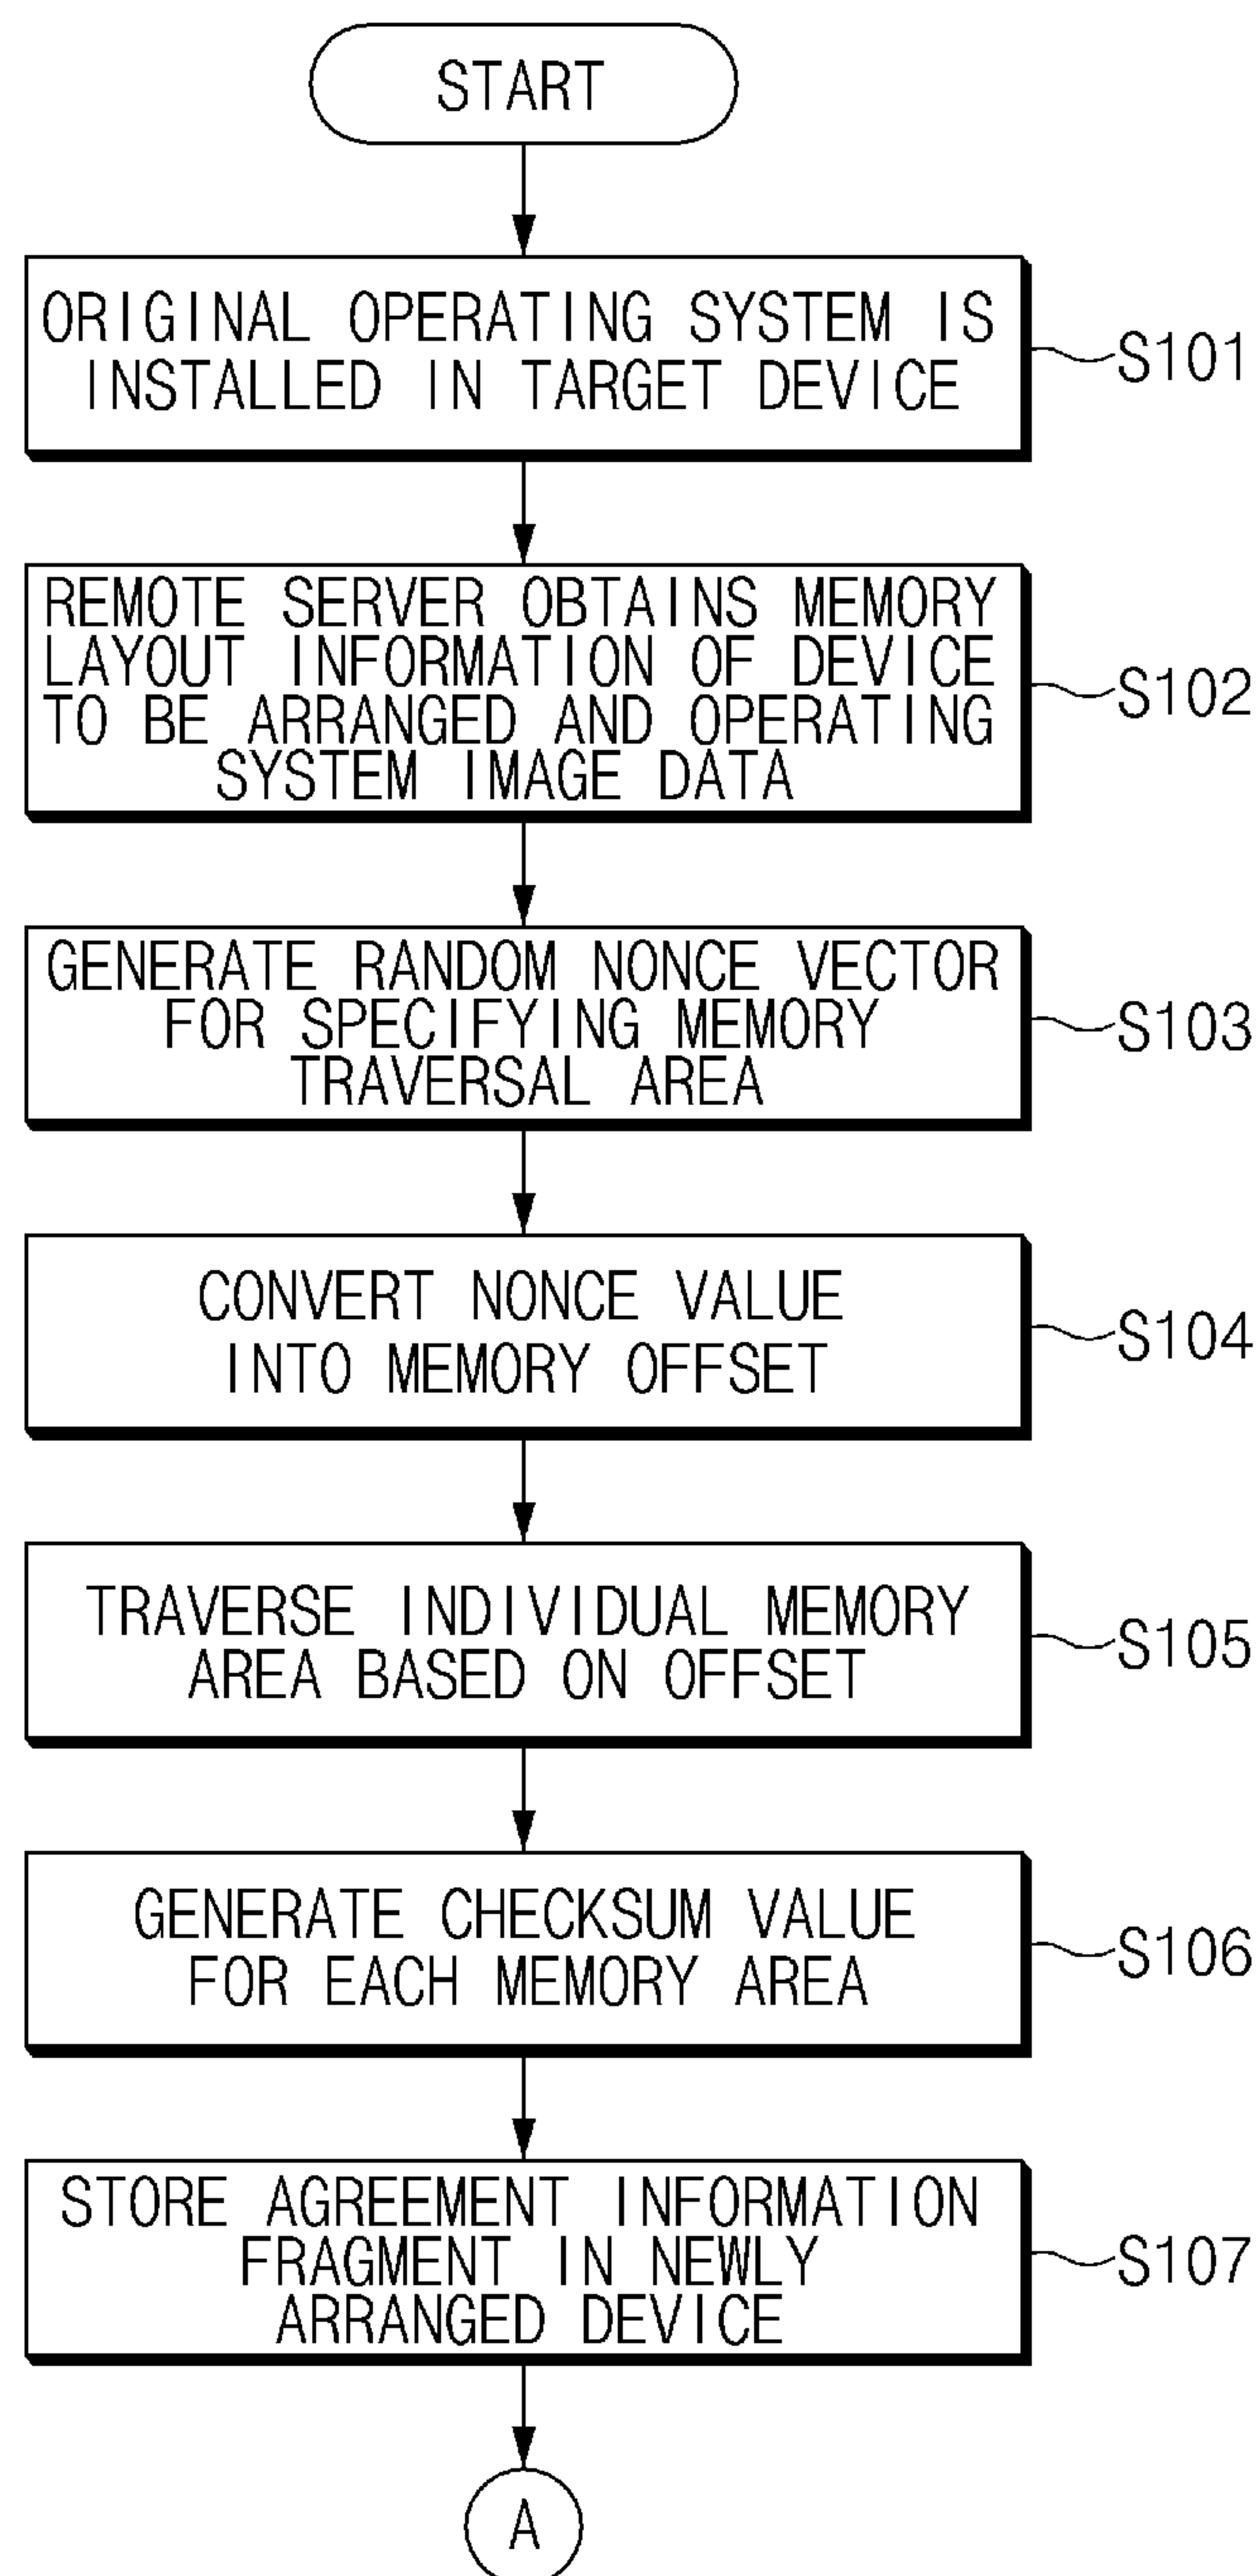 START
ORIGINAL OPERATING SYSTEM IS
INSTALLED IN TARGET DEVICE
S101
REMOTE SERVER OBTAINS MEMORY
LAYOUT INFORMATION OF DEVICE
TO BE ARRANGED AND OPERATING
SYSTEM IMAGE DATA
S102
GENERATE RANDOM NONCE VECTOR
FOR SPECIFYING MEMORY
TRAVERSAL AREA
S103
CONVERT NONCE VALUE
INTO MEMORY OFFSET
S104
TRAVERSE INDIVIDUAL MEMORY
AREA BASED ON OFFSET
S105
GENERATE CHECKSUM VALUE
FOR EACH MEMORY AREA
S106
STORE AGREEMENT INFORMATION
FRAGMENT IN NEWLY
ARRANGED DEVICE
S107
A